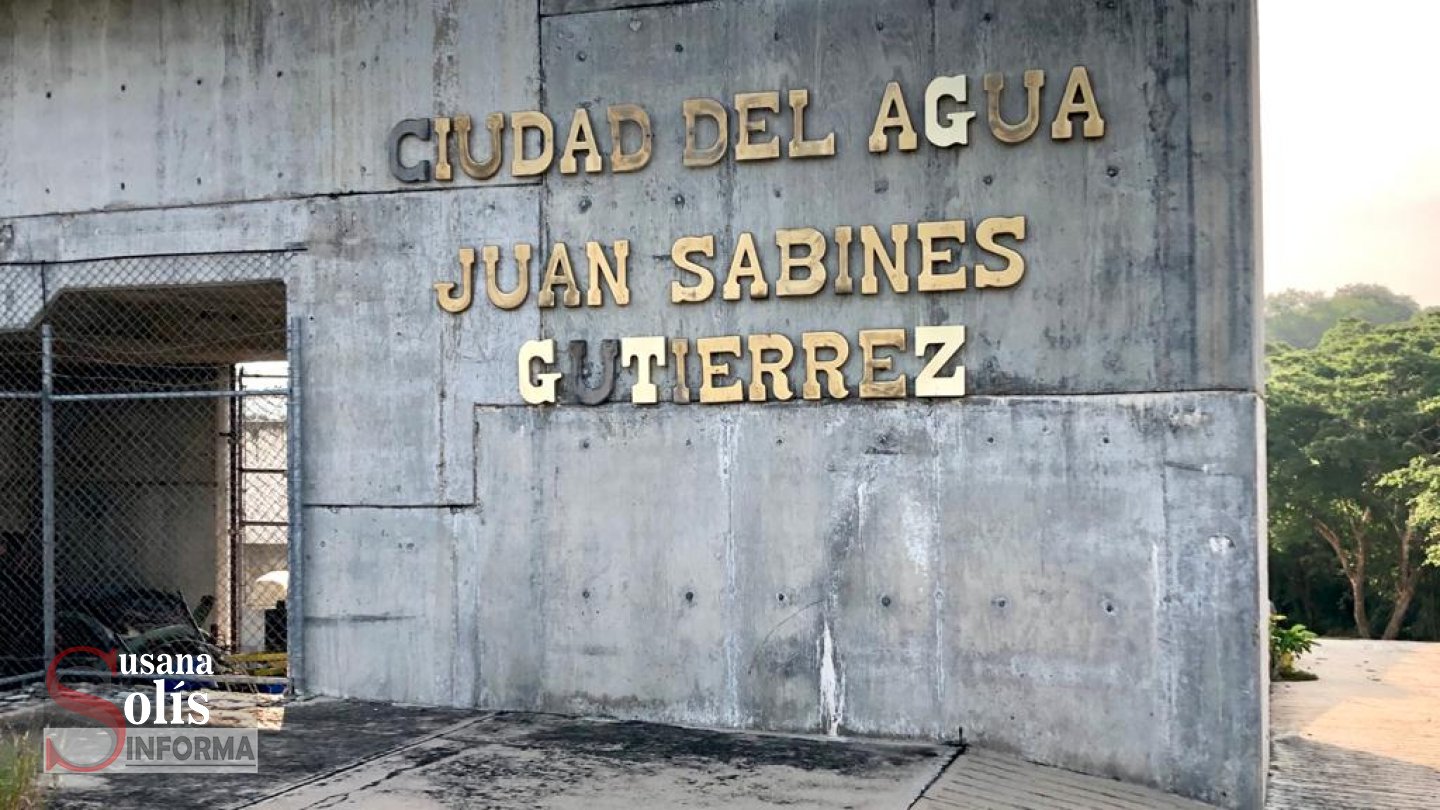 CIUDAD DEL AGUA
JUAN SABINES
GUTIERREZ
Susana
Solís
INFORMA